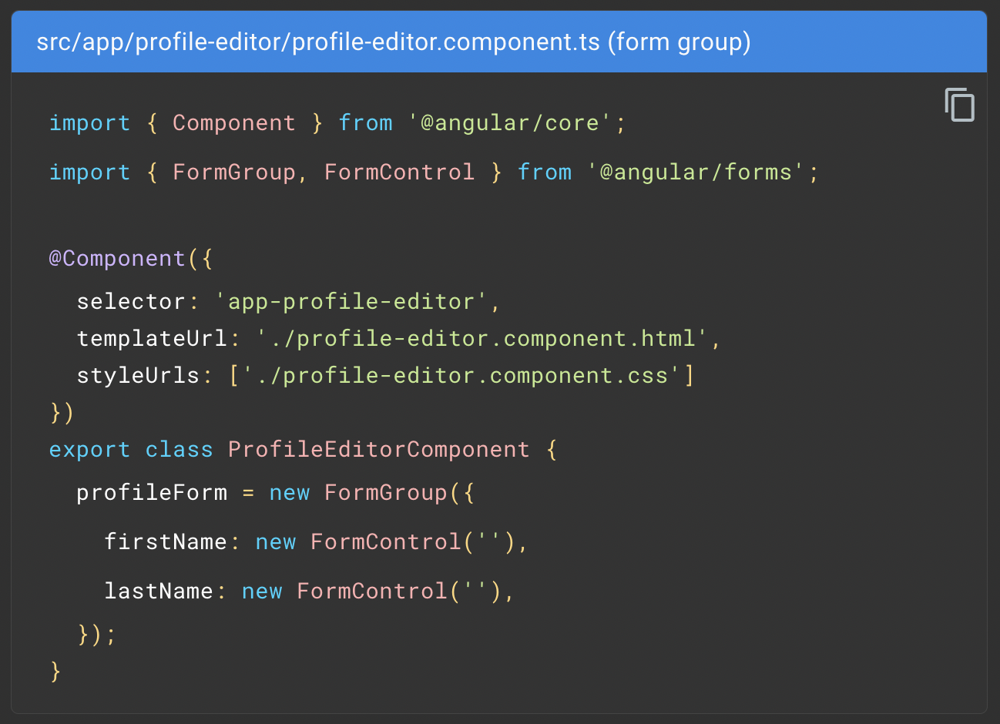 src/app/profile-editor/profile-editor.component.ts (form group)
import { Component } from '@angular/core';
import { FormGroup, FormControl } from '@angular/forms';
@Component({
  selector: 'app-profile-editor',
  templateUrl: './profile-editor.component.html',
  styleUrls: ['./profile-editor.component.css']
})
export class ProfileEditorComponent {
  profileForm = new FormGroup({
    firstName: new FormControl(''),
    lastName: new FormControl(''),
  });
}